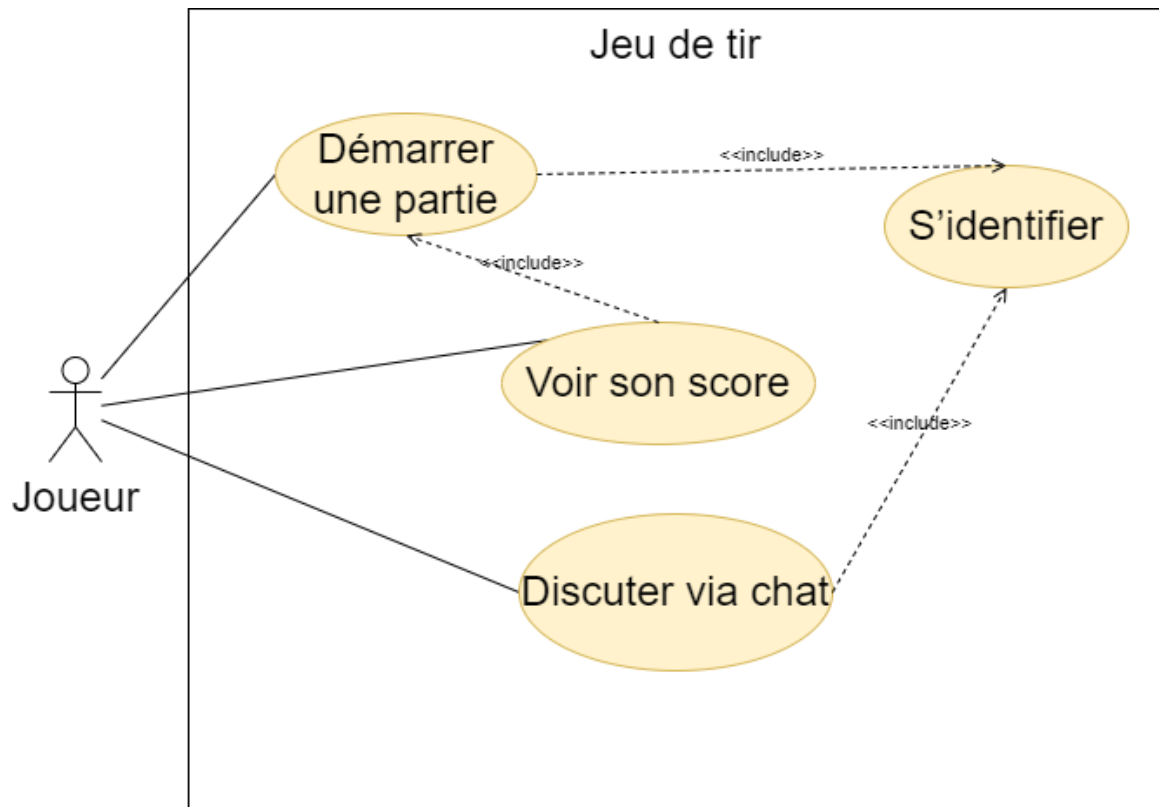 Jeu de tir
Démarrer
une partie
<<include>>
S’identifier
<<include>>
Voir son score
<<include>>
Joueur
Discuter via chat